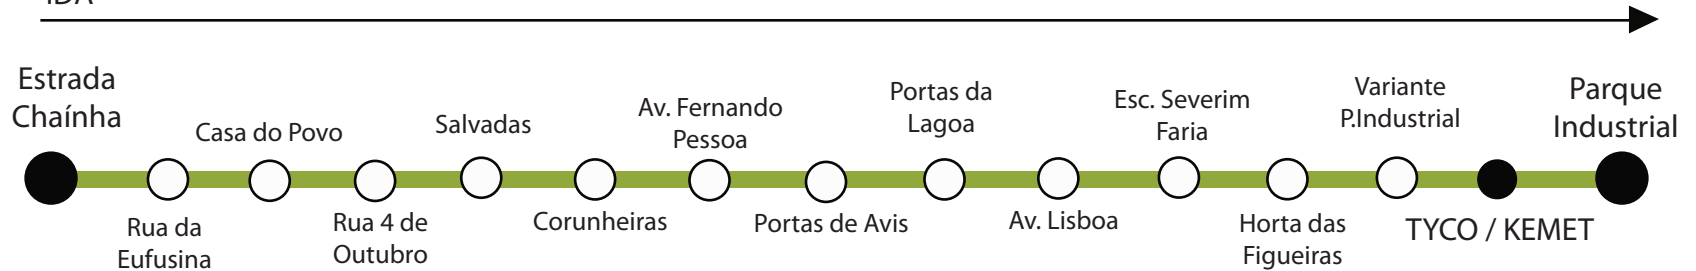 IDA
Estrada
Chaínha
Rua da
Eufusina
Casa do Povo
Rua 4 de
Outubro
Salvadas
Corunheiras
Av. Fernando
Pessoa
Portas de Avis
Portas da
Lagoa
Av. Lisboa
Esc. Severim
Faria
Horta das
Figueiras
Variante
P.Industrial
TYCO / KEMET
Parque
Industrial